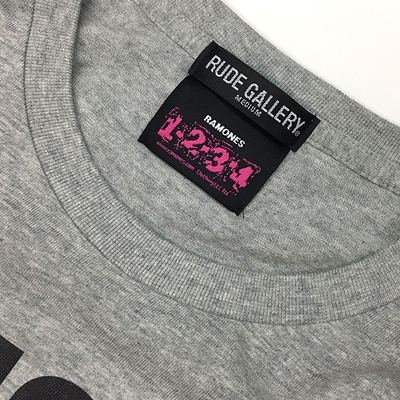 RUDE GALLERY®
MEDIUM
RAMONES
1-2-3-4